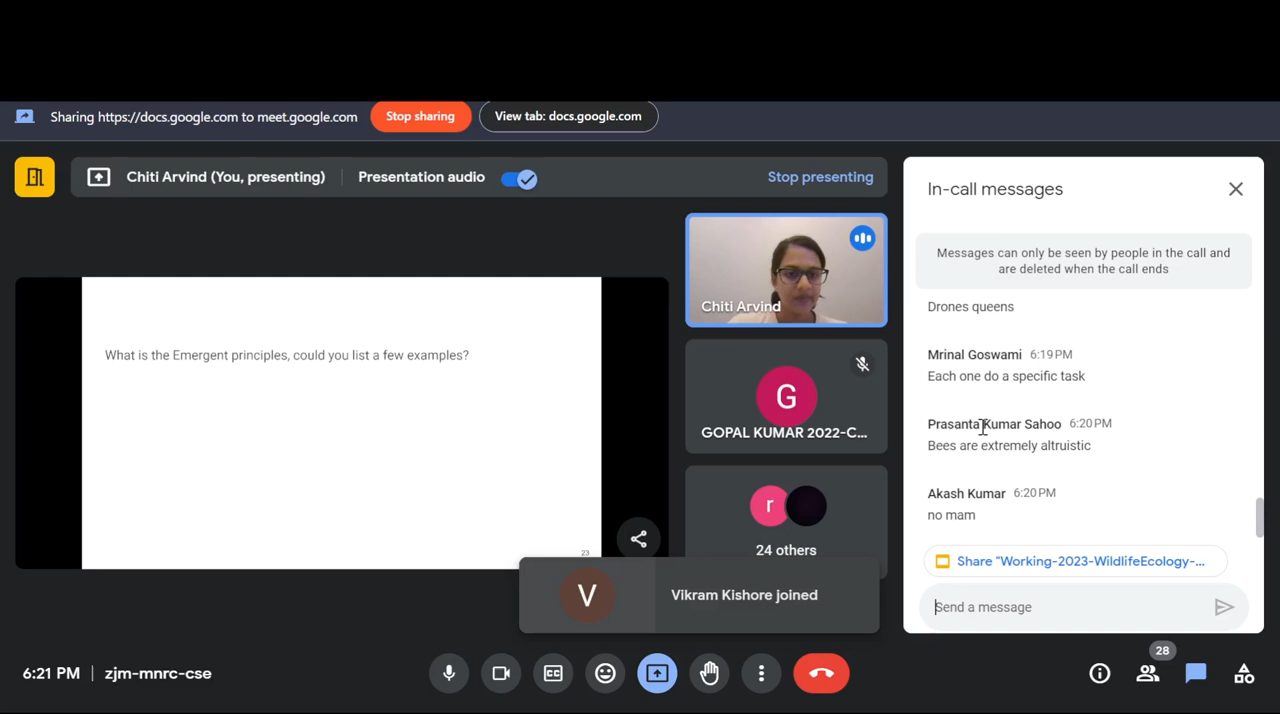 Sharing https://docs.google.com to meet.google.com
Stop sharing
View tab: docs.google.com
Chiti Arvind (You, presenting)
Presentation audio
Stop presenting
What is the Emergent principles, could you list a few examples?
23
Chiti Arvind
G
GOPAL KUMAR 2022-C...
r
24 others
V
Vikram Kishore joined
In-call messages
Messages can only be seen by people in the call and
are deleted when the call ends
Drones queens
Mrinal Goswami 6:19 PM
Each one do a specific task
Prasanta Kumar Sahoo 6:20 PM
Bees are extremely altruistic
Akash Kumar 6:20 PM
no mam
Share "Working-2023-WildlifeEcology-...
Send a message
6:21 PM | zjm-mnrc-cse
CC
28